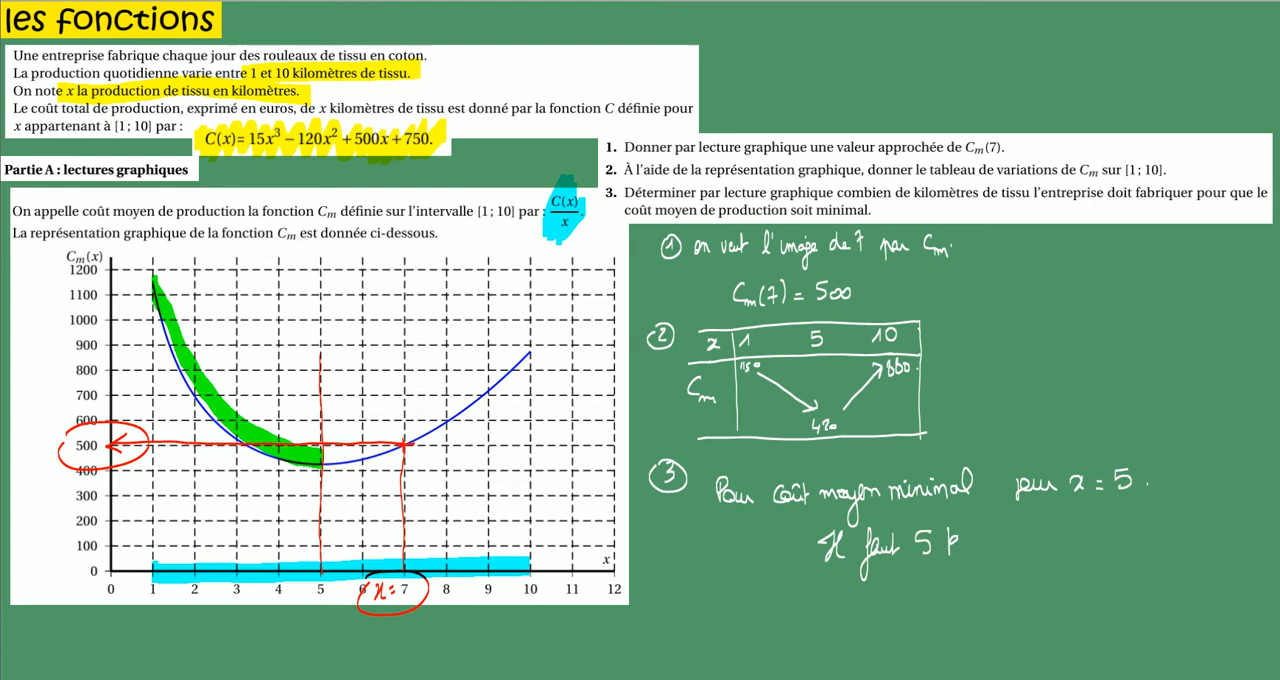 les fonctions
Une entreprise fabrique chaque jour des rouleaux de tissu en coton.
La production quotidienne varie entre 1 et 10 kilomètres de tissu.
On note x la production de tissu en kilomètres.
Le coût total de production, exprimé en euros, de x kilomètres de tissu est donné par la fonction C définie pour
x appartenant à [1; 10] par :
C(x) = 15x³ − 120x² + 500x + 750.
Partie A : lectures graphiques
On appelle coût moyen de production la fonction Cm définie sur l'intervalle [1; 10] par : C(x)/x.
La représentation graphique de la fonction Cm est donnée ci-dessous.
Cm(x)
1200
1100
1000
900
800
700
600
500
400
300
200
100
0
x
0 1 2 3 4 5 6 7 8 9 10 11 12
x =
1. Donner par lecture graphique une valeur approchée de Cm(7).
2. À l'aide de la représentation graphique, donner le tableau de variations de Cm sur [1; 10].
3. Déterminer par lecture graphique combien de kilomètres de tissu l'entreprise doit fabriquer pour que le
coût moyen de production soit minimal.
① on veut l'image de 7 par Cm.
Cm(7) = 500
②
x 1 5 10
Cm
420
③ Pour coût moyen minimal pour x = 5.
Il faut 5 k